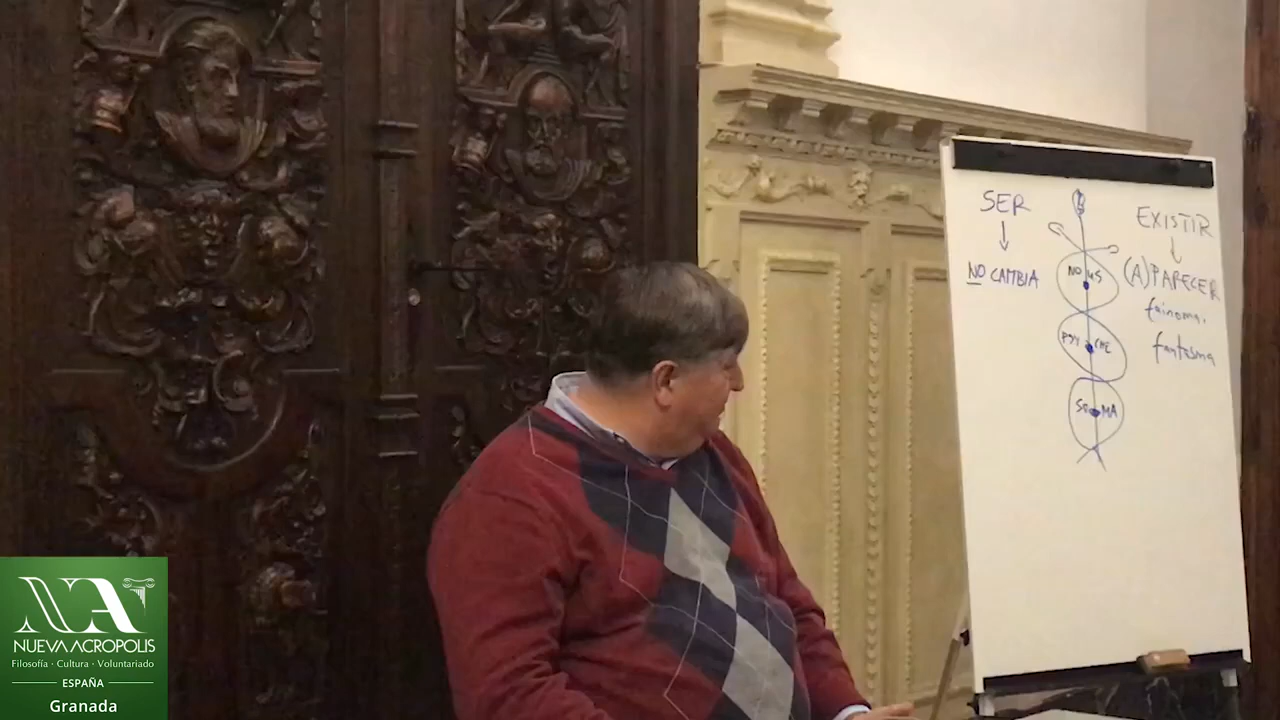 SER
NO CAMBIA
NOUS
PSYCHE
SOMA
EXISTIR
(A)PARECER
fainoma.
fantasma
NUEVA ACROPOLIS
Filosofía · Cultura · Voluntariado
ESPAÑA
Granada